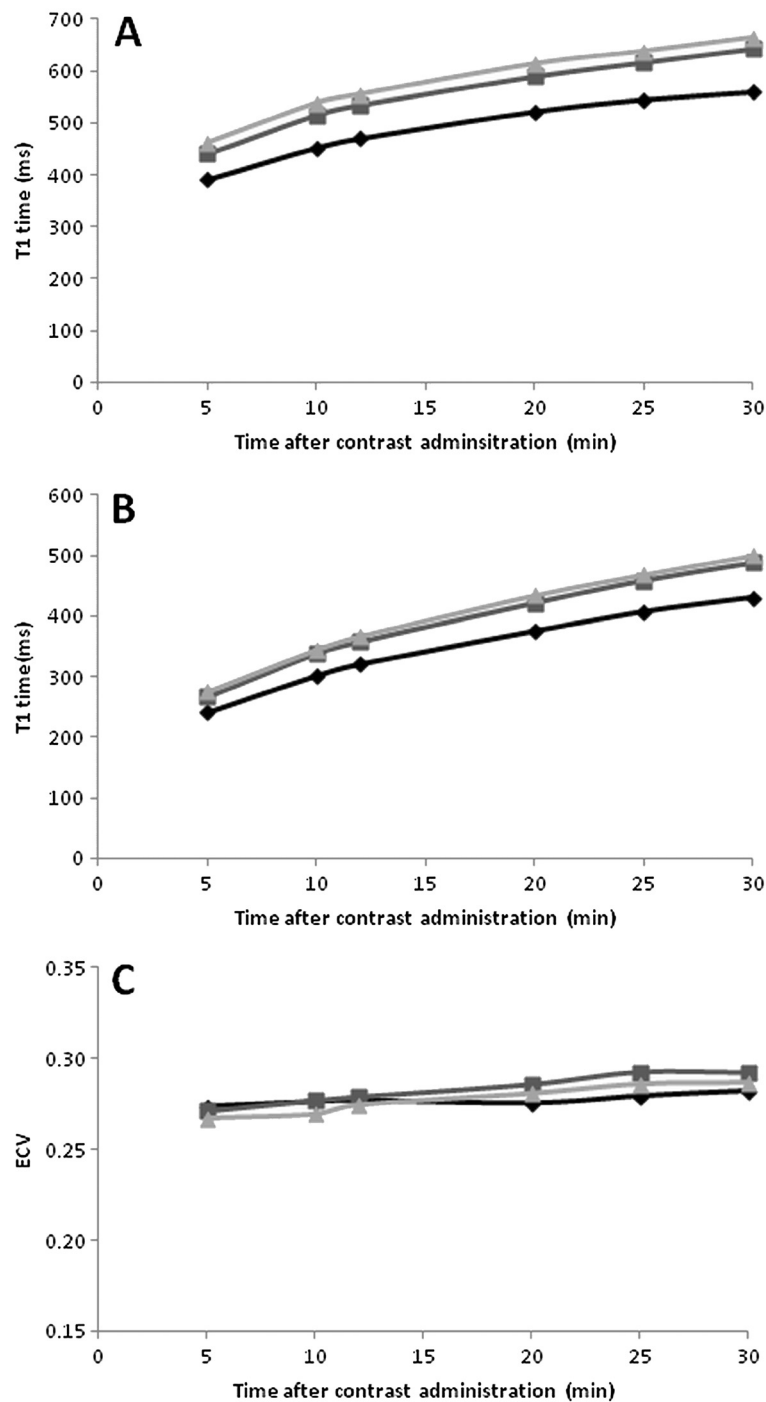 A
700
600
500
400
300
200
100
0
T1 time (ms)
0 5 10 15 20 25 30
Time after contrast adminsitration (min)
B
600
500
400
300
200
100
0
T1 time(ms)
0 5 10 15 20 25 30
Time after contrast administration (min)
C
0.35
0.30
0.25
0.20
0.15
ECV
0 5 10 15 20 25 30
Time after contrast administration (min)